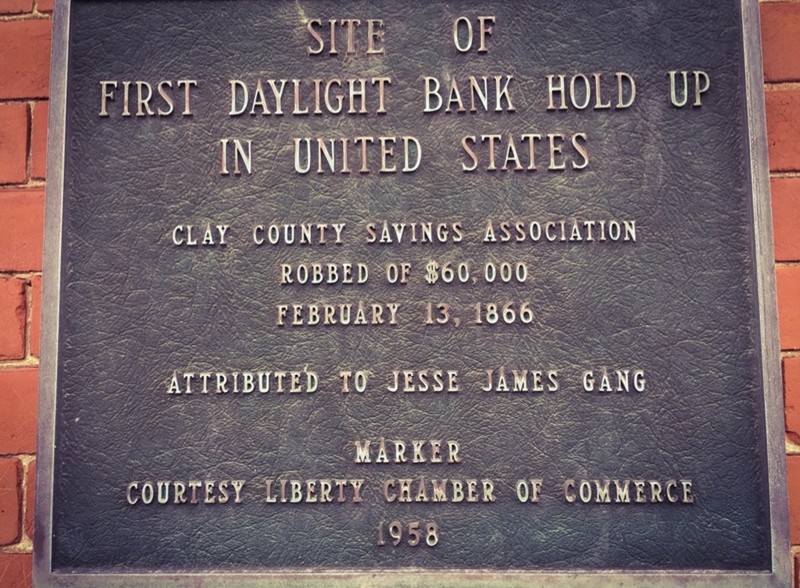 SITE OF
FIRST DAYLIGHT BANK HOLD UP
IN UNITED STATES
CLAY COUNTY SAVINGS ASSOCIATION
ROBBED OF $60,000
FEBRUARY 13, 1866
ATTRIBUTED TO JESSE JAMES GANG
MARKER
COURTESY LIBERTY CHAMBER OF COMMERCE
1958